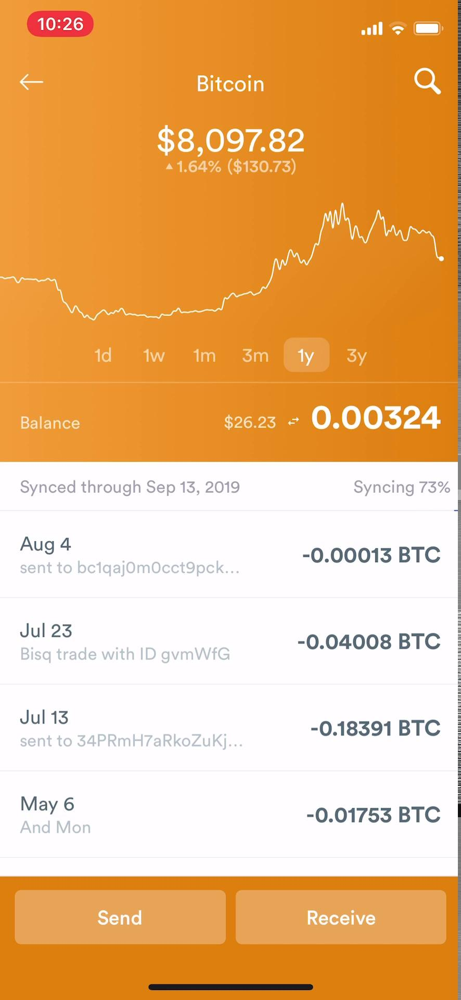 10:26
Bitcoin
$8,097.82
▲1.64% ($130.73)
1d 1w 1m 3m 1y 3y
Balance $26.23 0.00324
Synced through Sep 13, 2019 Syncing 73%
Aug 4
-0.00013 BTC
sent to bc1qaj0m0cct9pck...
Jul 23
-0.04008 BTC
Bisq trade with ID gvmWfG
Jul 13
-0.18391 BTC
sent to 34PRmH7aRkoZuKj...
May 6
-0.01753 BTC
And Mon
Send Receive